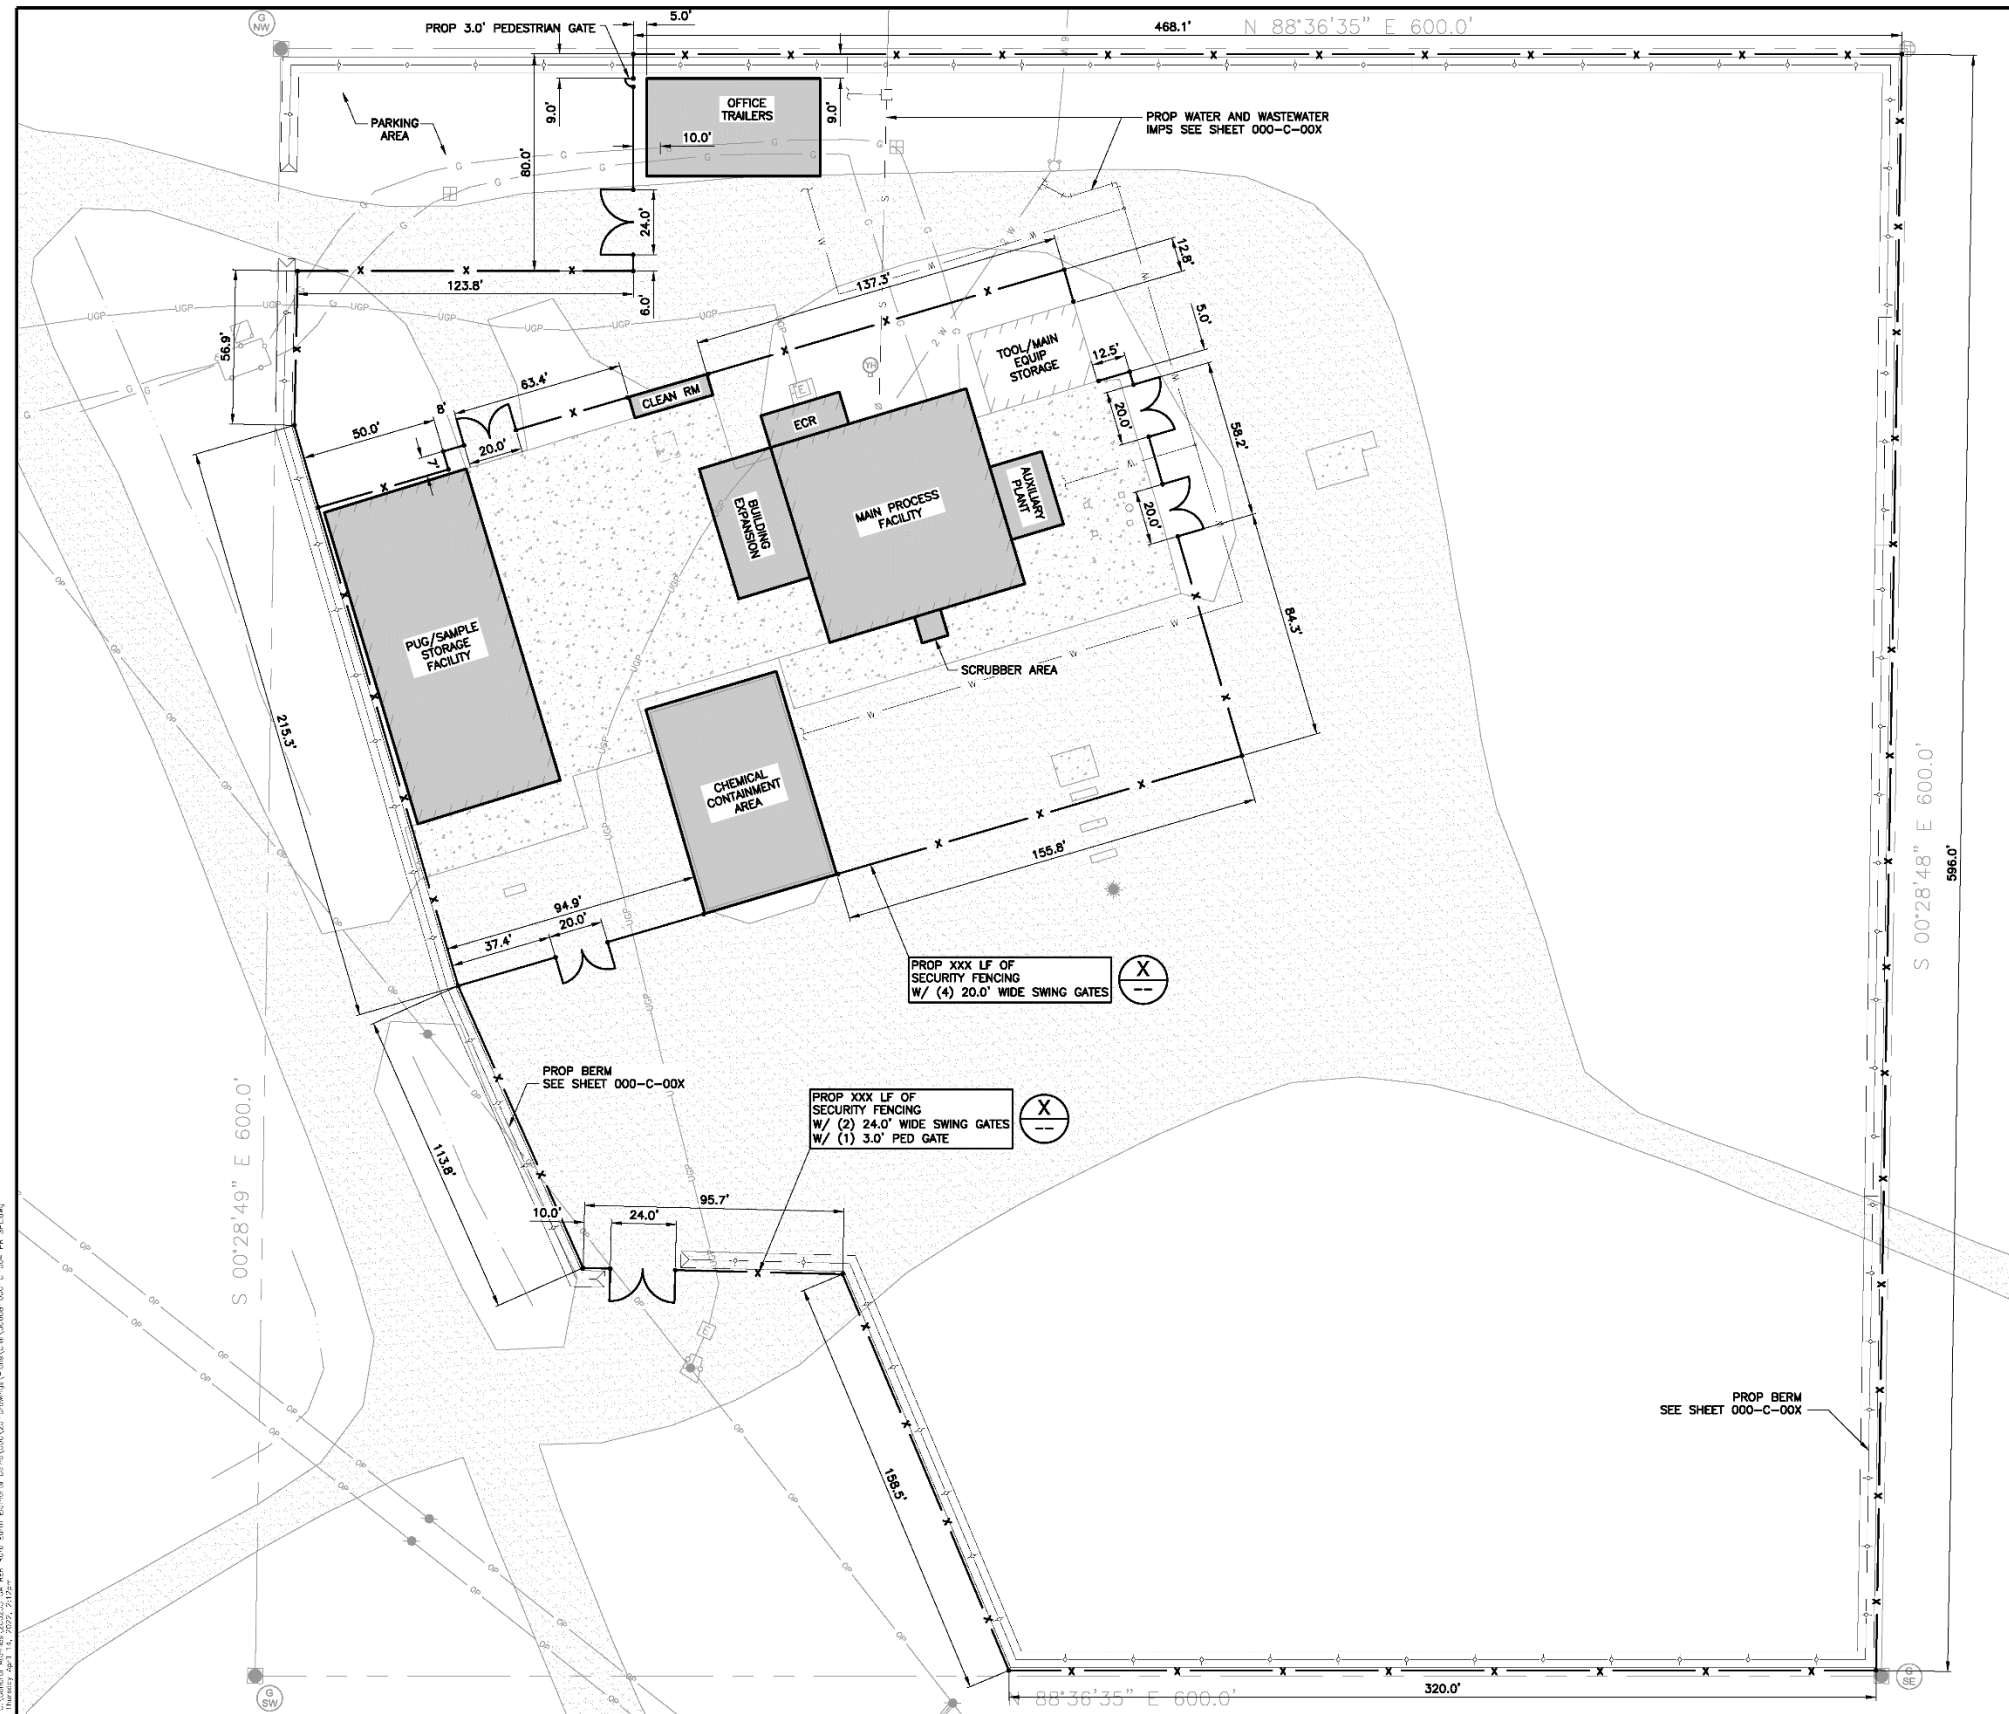 G
NW
PROP 3.0' PEDESTRIAN GATE
5.0'
468.1'
N 88°36'35" E 600.0'
PARKING
AREA
9.0'
OFFICE
TRAILERS
9.0'
10.0'
80.0'
PROP WATER AND WASTEWATER
IMPS SEE SHEET 000-C-00X
24.0'
123.8'
6.0'
56.9'
137.3'
12.8'
5.0'
TOOL/MAIN
EQUIP
STORAGE
12.5'
YH
63.4'
CLEAN RM
E
8'
50.0'
20.0'
7'
ECR
20.0'
58.2'
BUILDING
EXPANSION
MAIN PROCESS
FACILITY
AUXILIARY
PLANT
20.0'
PUG/SAMPLE
STORAGE
FACILITY
84.3'
SCRUBBER AREA
215.3'
CHEMICAL
CONTAINMENT
AREA
155.8'
94.9'
20.0'
37.4'
S 00°28'48" E 600.0'
596.0'
PROP XXX LF OF
SECURITY FENCING
W/ (4) 20.0' WIDE SWING GATES
X
--
PROP BERM
SEE SHEET 000-C-00X
PROP XXX LF OF
SECURITY FENCING
W/ (2) 24.0' WIDE SWING GATES
W/ (1) 3.0' PED GATE
X
--
S 00°28'49" E 600.0'
113.8'
95.7'
10.0'
24.0'
E
158.5'
PROP BERM
SEE SHEET 000-C-00X
G
SW
N 88°36'35" E 600.0'
320.0'
G
SE
Thursday April 14, 2022, 2:17pm